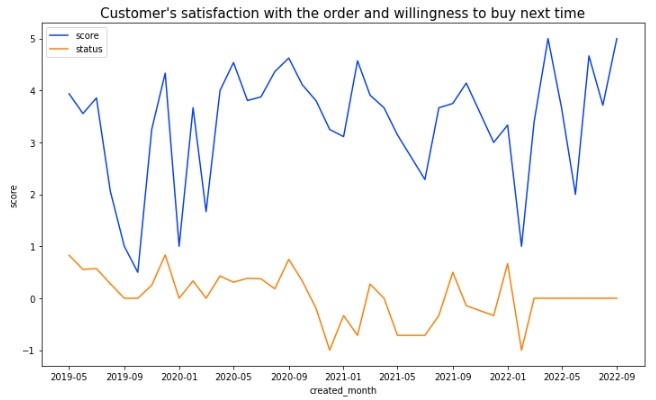 Customer's satisfaction with the order and willingness to buy next time
score
status
5
4
3
2
1
0
−1
score
2019-05 2019-09 2020-01 2020-05 2020-09 2021-01 2021-05 2021-09 2022-01 2022-05 2022-09
created_month